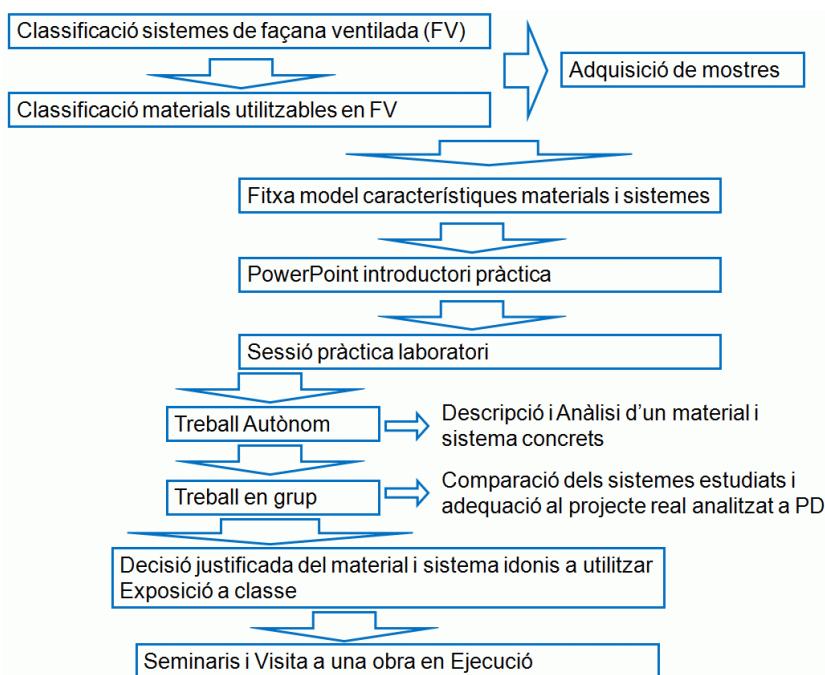 Classificació sistemes de façana ventilada (FV)
Adquisició de mostres
Classificació materials utilitzables en FV
Fitxa model característiques materials i sistemes
PowerPoint introductori pràctica
Sessió pràctica laboratori
Treball Autònom
Descripció i Anàlisi d'un material i
sistema concrets
Treball en grup
Comparació dels sistemes estudiats i
adequació al projecte real analitzat a PD
Decisió justificada del material i sistema idonis a utilitzar
Exposició a classe
Seminaris i Visita a una obra en Ejecució